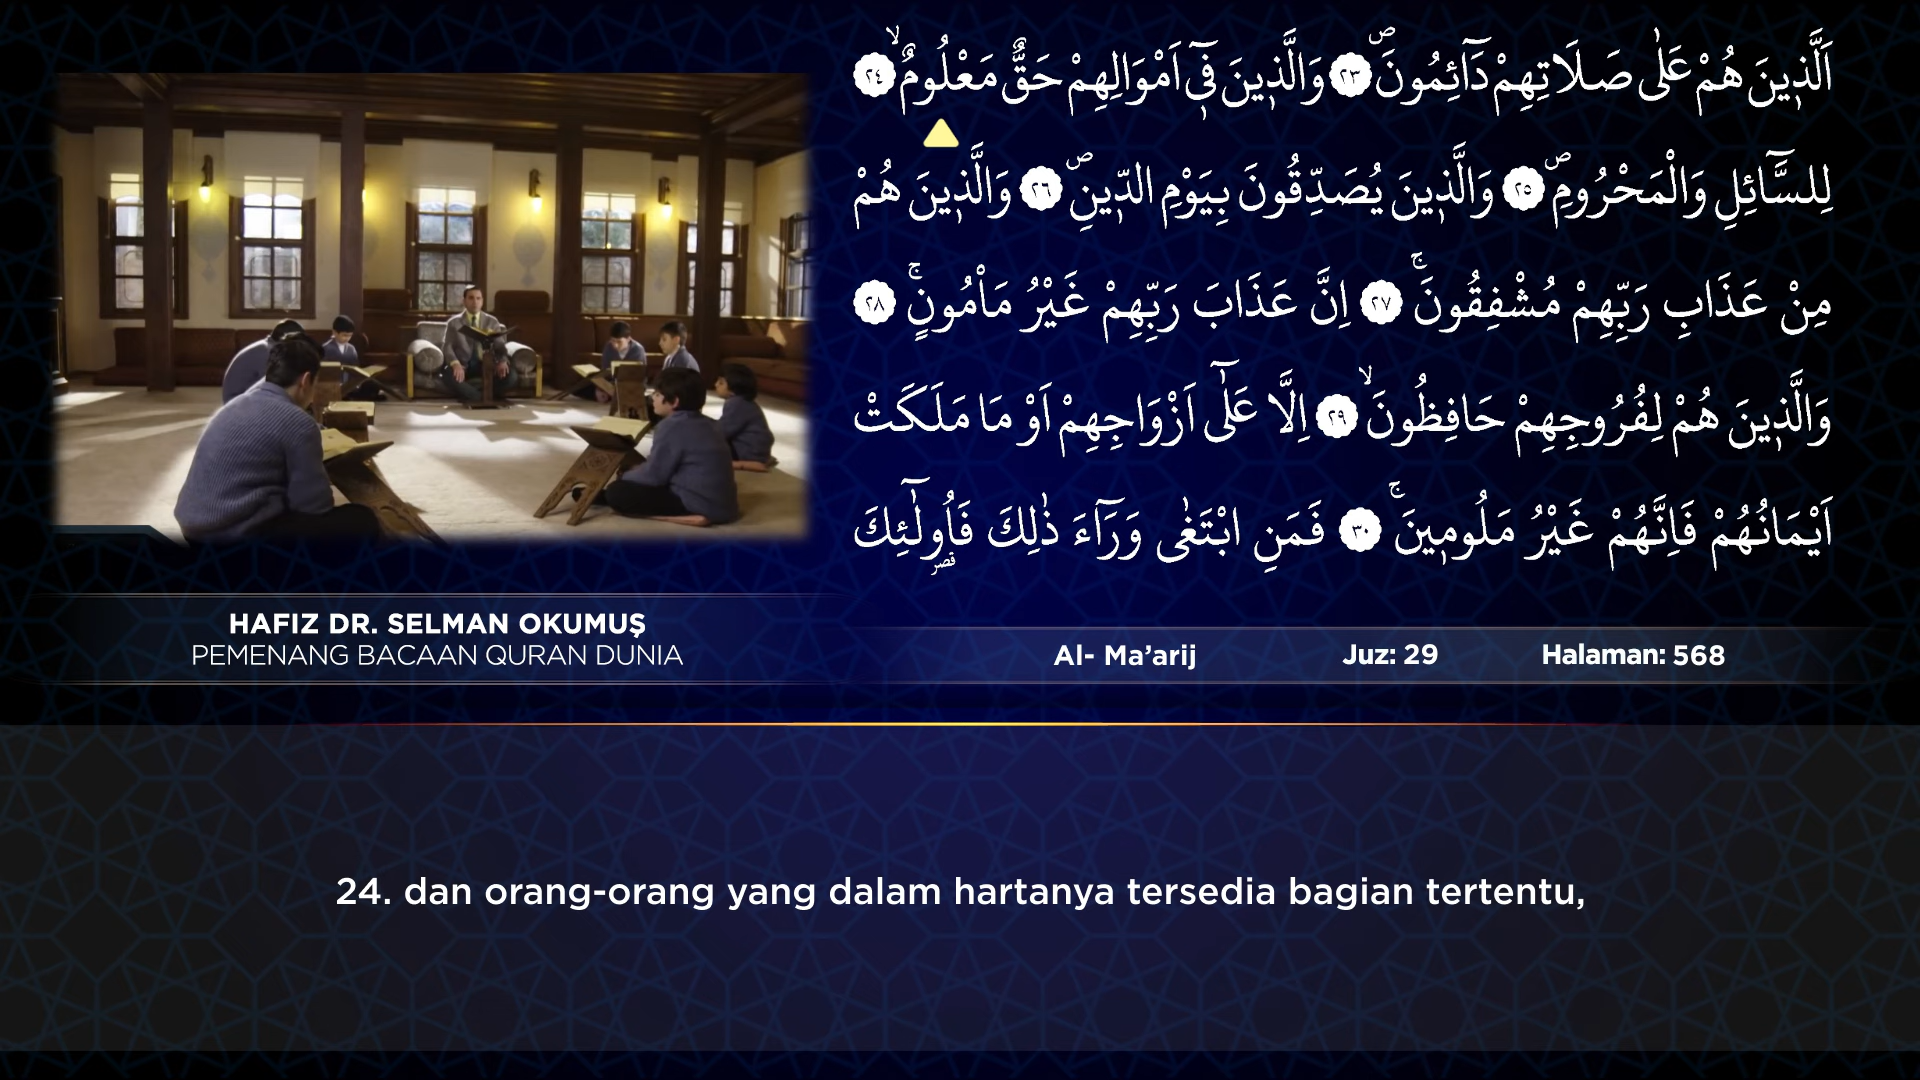 اَلَّذ۪ينَ هُمْ عَلٰى صَلَاتِهِمْ دَٓائِمُونَۖ ﴿٢٣﴾ وَالَّذ۪ينَ ف۪ٓي اَمْوَالِهِمْ حَقٌّ مَعْلُومٌۙ ﴿٢٤﴾
لِلسَّٓائِلِ وَالْمَحْرُومِۖ ﴿٢٥﴾ وَالَّذ۪ينَ يُصَدِّقُونَ بِيَوْمِ الدّ۪ينِۖ ﴿٢٦﴾ وَالَّذ۪ينَ هُمْ
مِنْ عَذَابِ رَبِّهِمْ مُشْفِقُونَۚ ﴿٢٧﴾ اِنَّ عَذَابَ رَبِّهِمْ غَيْرُ مَاْمُونٍۚ ﴿٢٨﴾
وَالَّذ۪ينَ هُمْ لِفُرُوجِهِمْ حَافِظُونَۙ ﴿٢٩﴾ اِلَّا عَلٰٓى اَزْوَاجِهِمْ اَوْ مَا مَلَكَتْ
اَيْمَانُهُمْ فَاِنَّهُمْ غَيْرُ مَلُوم۪ينَۚ ﴿٣٠﴾ فَمَنِ ابْتَغٰى وَرَٓاءَ ذٰلِكَ فَاُو۬لٰٓئِكَ
HAFIZ DR. SELMAN OKUMUŞ
PEMENANG BACAAN QURAN DUNIA
Al- Ma’arij Juz: 29 Halaman: 568
24. dan orang-orang yang dalam hartanya tersedia bagian tertentu,